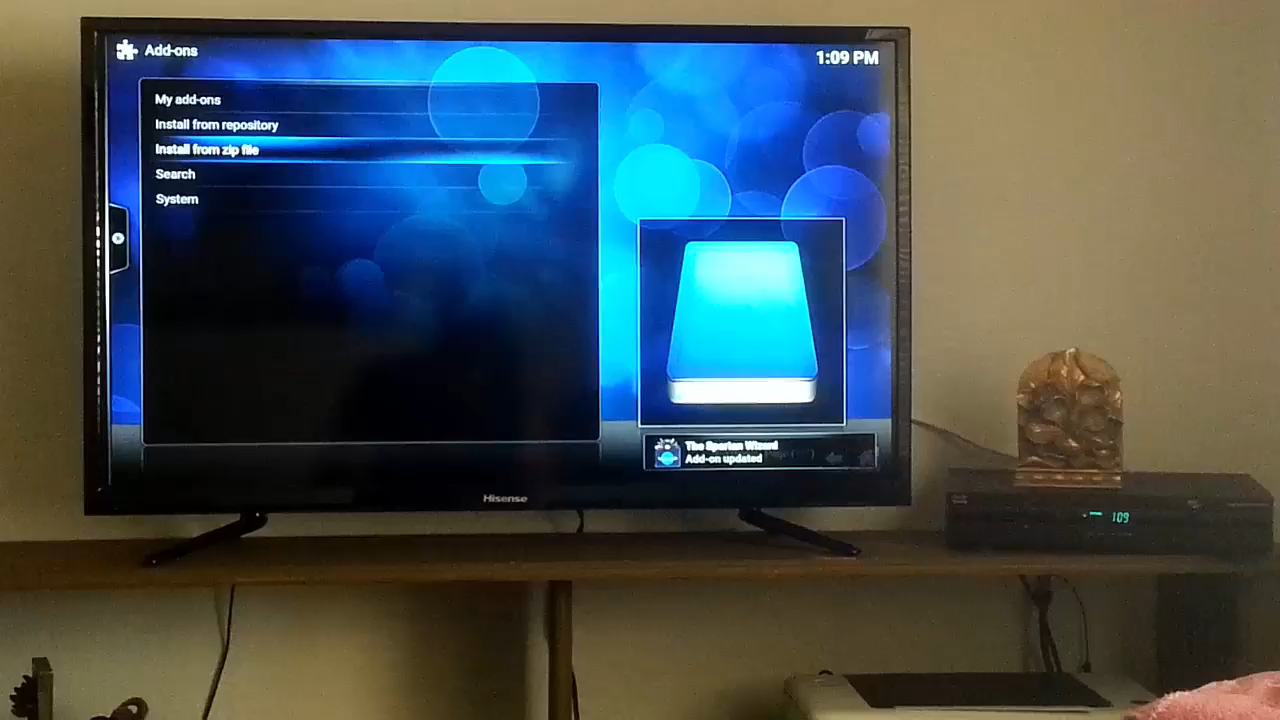 Add-ons
1:09 PM
My add-ons
Install from repository
Install from zip file
Search
System
The Spartan Wizard
Add-on updated
Hisense
109